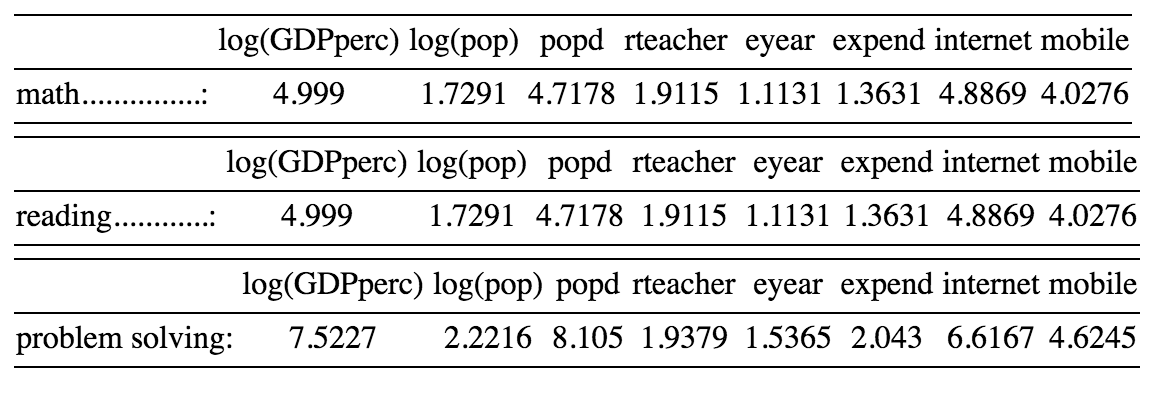 log(GDPperc) log(pop) popd rteacher eyear expend internet mobile
math...............: 4.999 1.7291 4.7178 1.9115 1.1131 1.3631 4.8869 4.0276
log(GDPperc) log(pop) popd rteacher eyear expend internet mobile
reading............: 4.999 1.7291 4.7178 1.9115 1.1131 1.3631 4.8869 4.0276
log(GDPperc) log(pop) popd rteacher eyear expend internet mobile
problem solving: 7.5227 2.2216 8.105 1.9379 1.5365 2.043 6.6167 4.6245